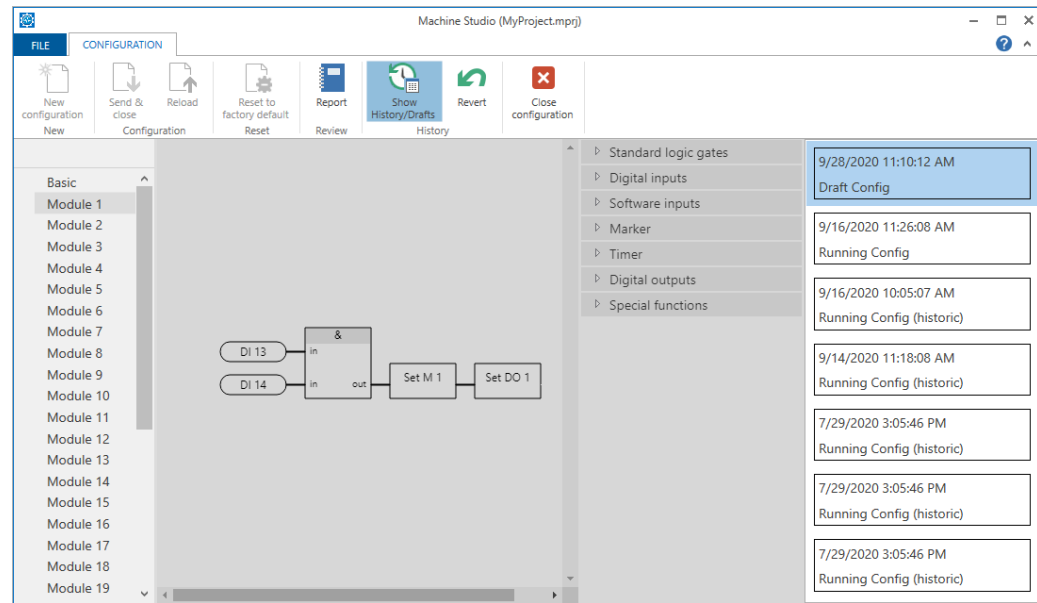 Machine Studio (MyProject.mprj)
FILE
CONFIGURATION
?
New
configuration
Send &
close
Reload
Reset to
factory default
Report
Show
History/Drafts
Revert
Close
configuration
New
Configuration
Reset
Review
History
Basic
Module 1
Module 2
Module 3
Module 4
Module 5
Module 6
Module 7
Module 8
Module 9
Module 10
Module 11
Module 12
Module 13
Module 14
Module 15
Module 16
Module 17
Module 18
Module 19
&
DI 13
in
DI 14
in
out
Set M 1
Set DO 1
Standard logic gates
Digital inputs
Software inputs
Marker
Timer
Digital outputs
Special functions
9/28/2020 11:10:12 AM
Draft Config
9/16/2020 11:26:08 AM
Running Config
9/16/2020 10:05:07 AM
Running Config (historic)
9/14/2020 11:18:08 AM
Running Config (historic)
7/29/2020 3:05:46 PM
Running Config (historic)
7/29/2020 3:05:46 PM
Running Config (historic)
7/29/2020 3:05:46 PM
Running Config (historic)